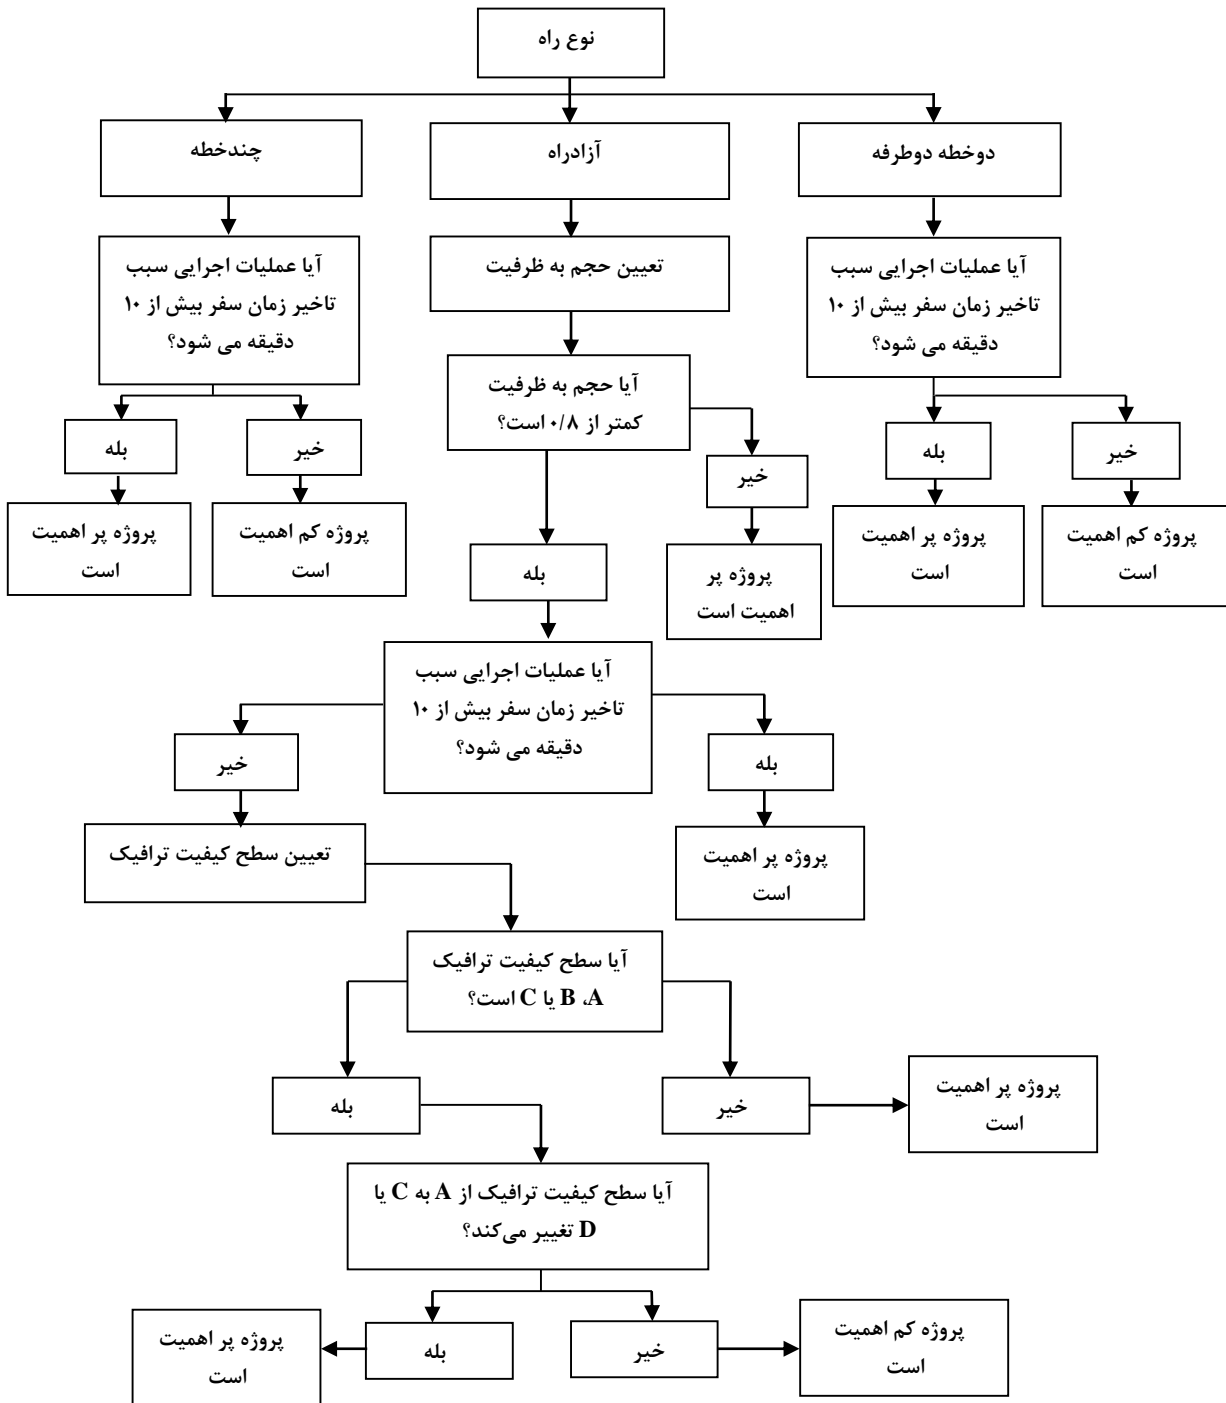 نوع راه
دوخطه دوطرفه
آزادراه
چندخطه
آیا عملیات اجرایی سبب
تاخیر زمان سفر بیش از ۱۰
دقیقه می شود؟
تعیین حجم به ظرفیت
آیا عملیات اجرایی سبب
تاخیر زمان سفر بیش از ۱۰
دقیقه می شود؟
آیا حجم به ظرفیت
کمتر از ۰/۸ است؟
خیر
بله
خیر
خیر
بله
پروژه کم اهمیت
است
پروژه پر اهمیت
است
پروژه پر
اهمیت است
بله
پروژه کم اهمیت
است
پروژه پر اهمیت
است
آیا عملیات اجرایی سبب
تاخیر زمان سفر بیش از ۱۰
دقیقه می شود؟
بله
خیر
پروژه پر اهمیت
است
تعیین سطح کیفیت ترافیک
آیا سطح کیفیت ترافیک
A، B یا C است؟
خیر
بله
پروژه پر اهمیت
است
آیا سطح کیفیت ترافیک از A به C یا
D تغییر می‌کند؟
خیر
بله
پروژه کم اهمیت
است
پروژه پر اهمیت
است